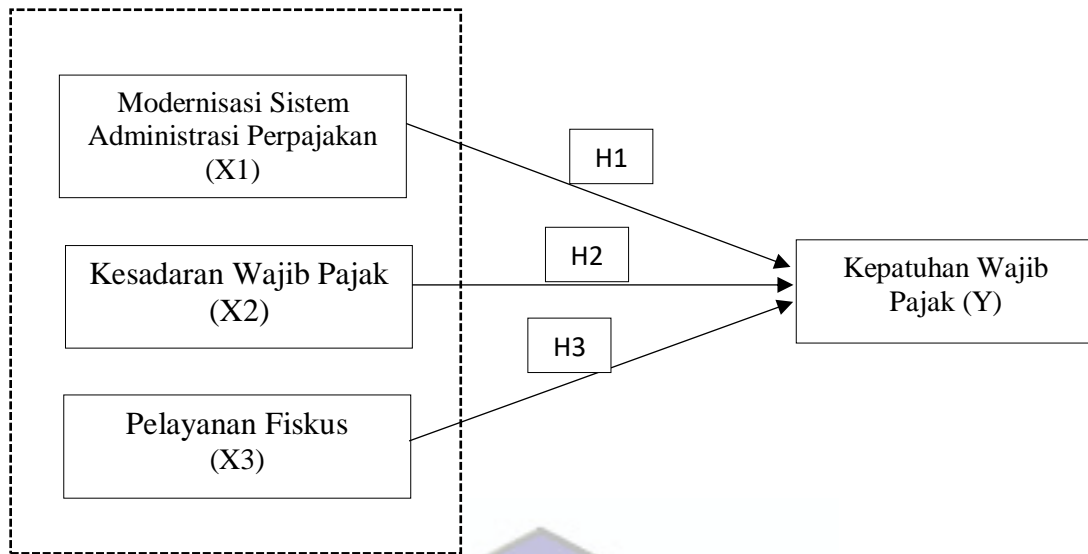 Modernisasi Sistem
Administrasi Perpajakan
(X1)
H1
Kesadaran Wajib Pajak
(X2)
H2
Kepatuhan Wajib
Pajak (Y)
H3
Pelayanan Fiskus
(X3)